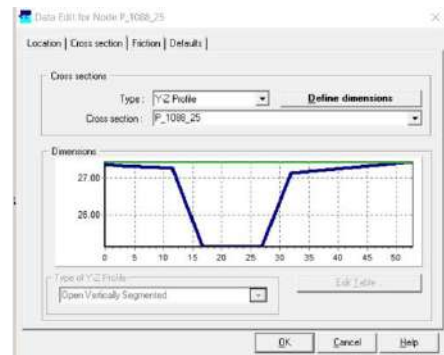 Data Edit for Node P_1088_25
Location | Cross section | Friction | Defaults |
Cross sections
Type : Y-Z Profile Define dimensions
Cross section : P_1088_25
Dimensions
27.00
26.00
0 5 10 15 20 25 30 35 40 45 50
Type of Y-Z Profile
Open Vertically Segmented
Edit Table...
OK Cancel Help